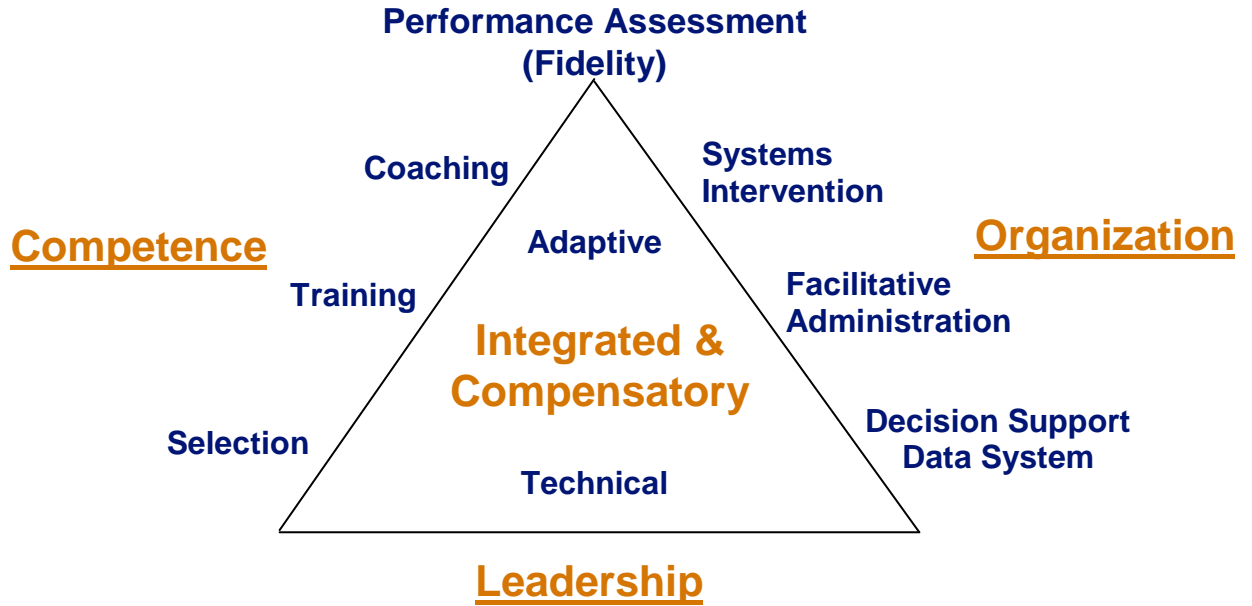 Performance Assessment
(Fidelity)
Coaching
Systems
Intervention
Competence
Adaptive
Organization
Training
Facilitative
Administration
Integrated &
Compensatory
Selection
Decision Support
Data System
Technical
Leadership